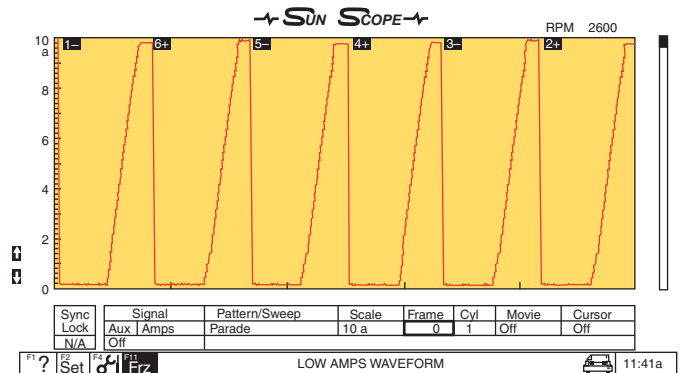 SUN SCOPE
RPM 2600
10
a
1– 6+ 5– 4+ 3– 2+
8
6
4
2
0
Sync Lock Signal Pattern/Sweep Scale Frame Cyl Movie Cursor
Aux Amps Parade 10 a 0 1 Off Off
N/A Off
F1 ? F2 Set F4 F11 Frz LOW AMPS WAVEFORM 11:41a